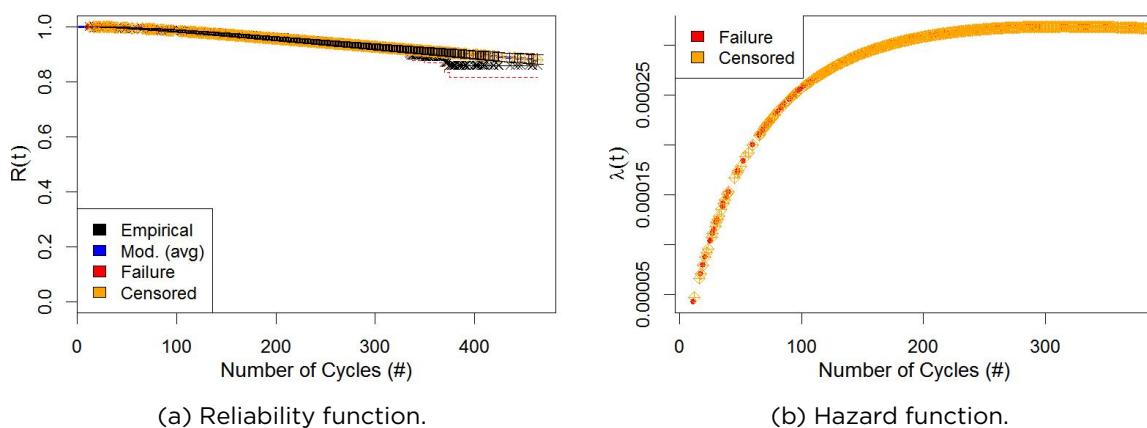 1.0
0.8
0.6
0.4
0.2
0.0
R(t)
Empirical
Mod. (avg)
Failure
Censored
0
100
200
300
400
Number of Cycles (#)
(a) Reliability function.
Failure
Censored
0.00025
0.00015
0.00005
λ(t)
0
100
200
300
Number of Cycles (#)
(b) Hazard function.